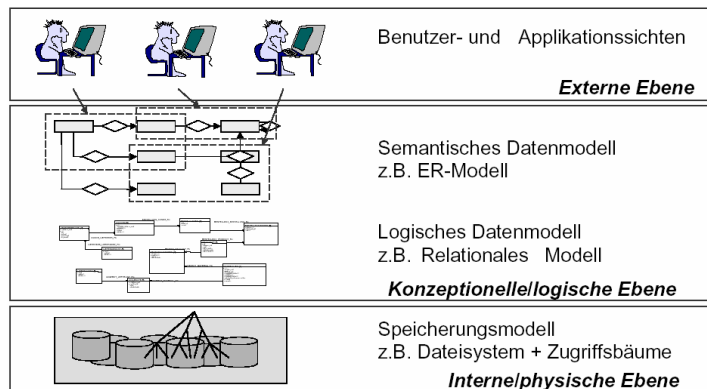 Benutzer- und Applikationssichten
Externe Ebene
Semantisches Datenmodell
z.B. ER-Modell
Logisches Datenmodell
z.B. Relationales Modell
Konzeptionelle/logische Ebene
Speicherungsmodell
z.B. Dateisystem + Zugriffsbäume
Interne/physische Ebene